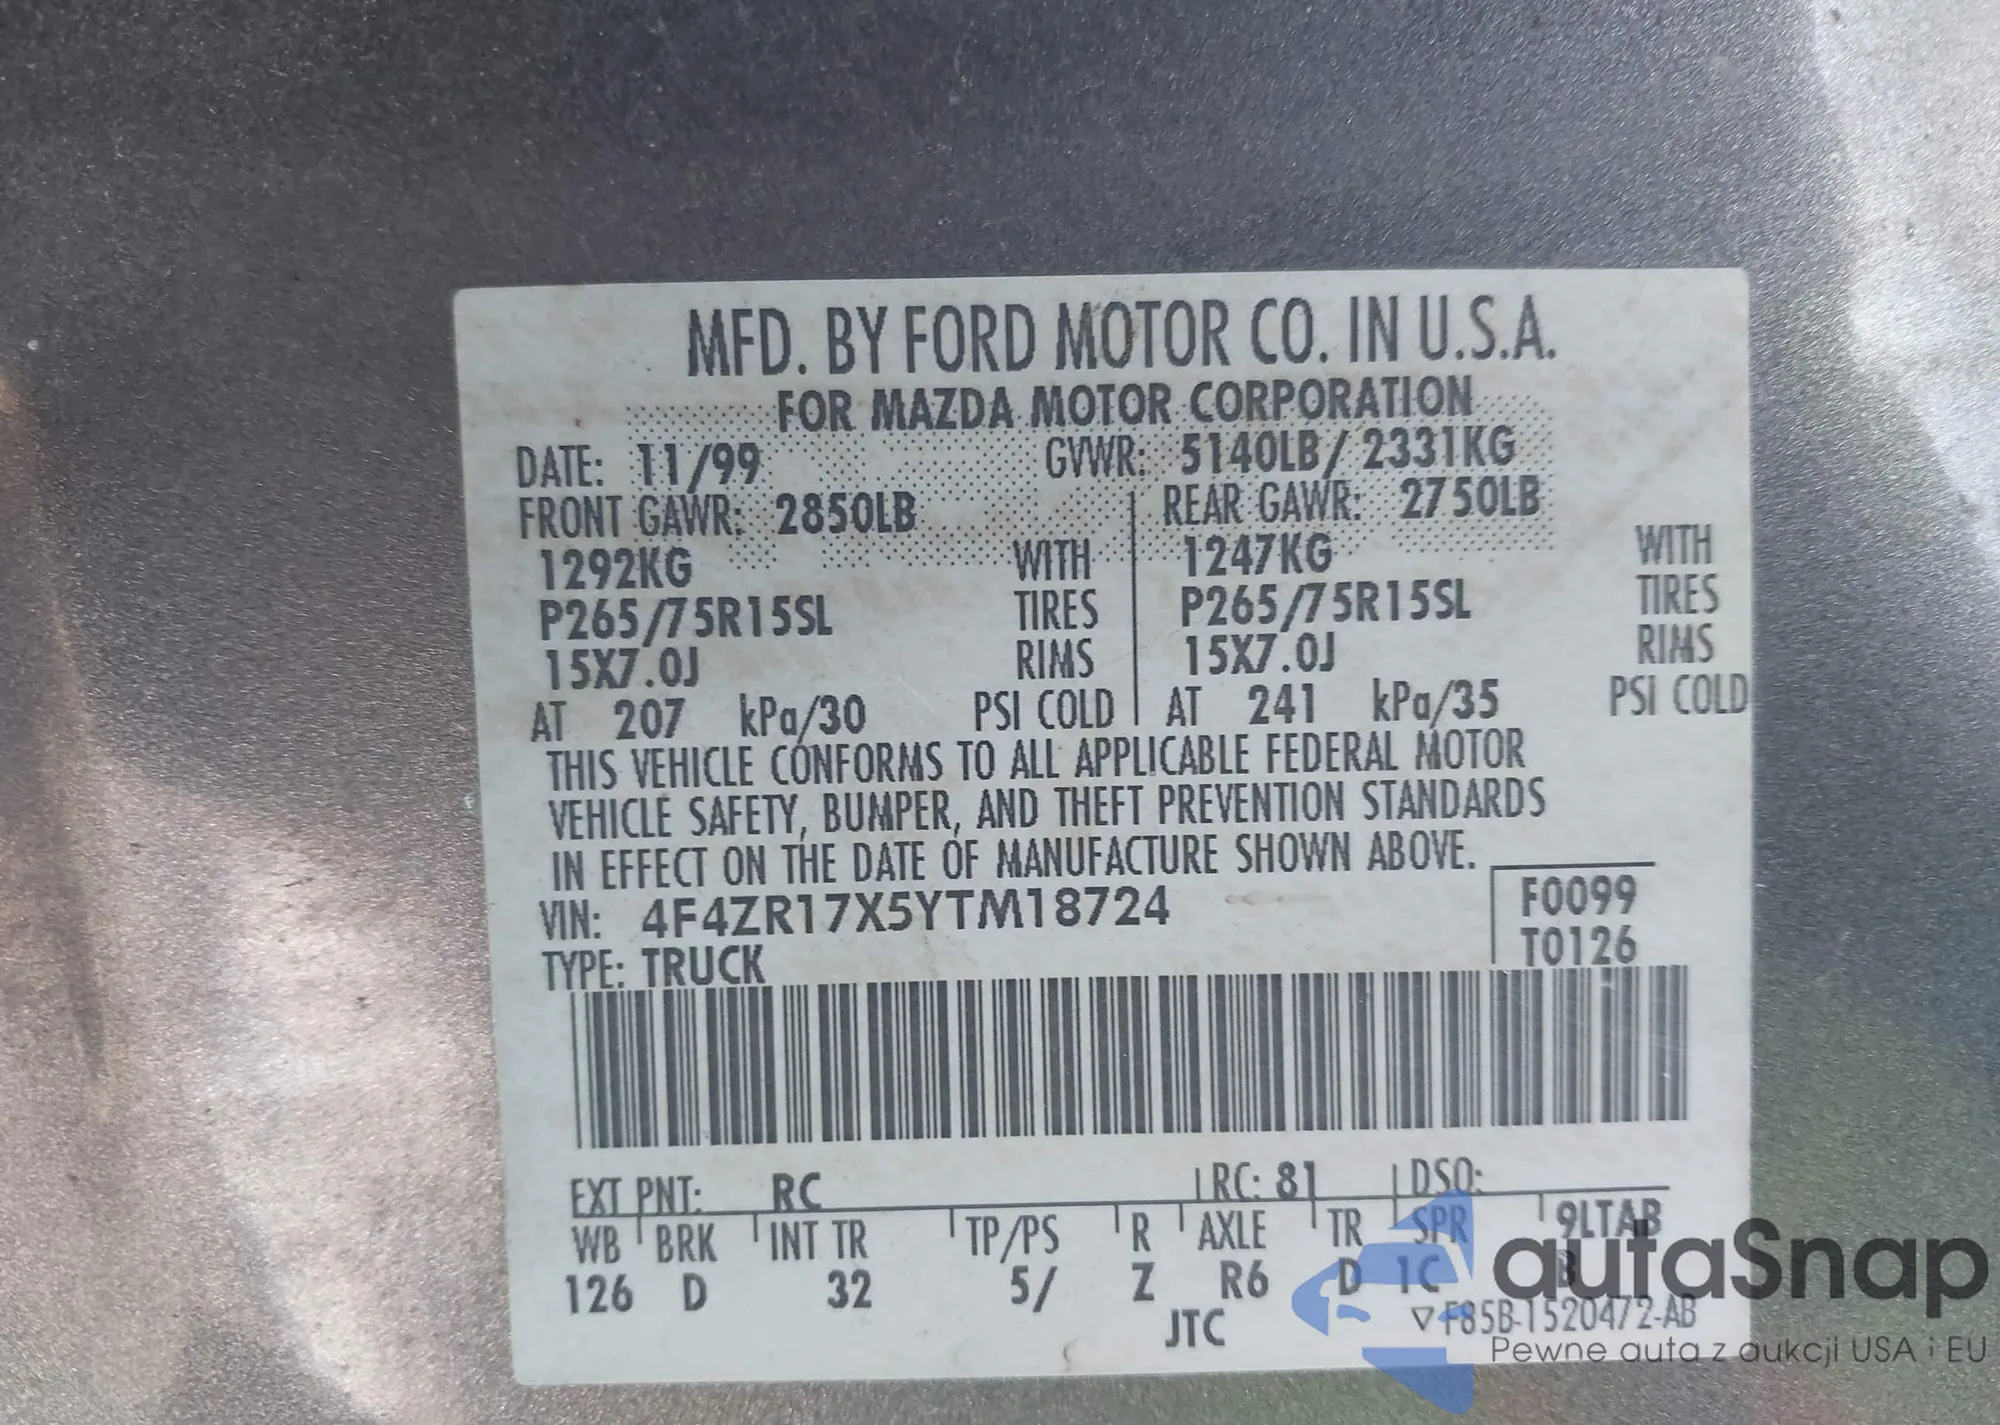 MFD. BY FORD MOTOR CO. IN U.S.A.
FOR MAZDA MOTOR CORPORATION
DATE: 11/99 GVWR: 5140LB/ 2331KG
FRONT GAWR: 2850LB REAR GAWR: 2750LB
1292KG WITH 1247KG WITH
P265/75R15SL TIRES P265/75R15SL TIRES
15X7.0J RIMS 15X7.0J RIMS
AT 207 kPa/30 PSI COLD AT 241 kPa/35 PSI COLD
THIS VEHICLE CONFORMS TO ALL APPLICABLE FEDERAL MOTOR
VEHICLE SAFETY, BUMPER, AND THEFT PREVENTION STANDARDS
IN EFFECT ON THE DATE OF MANUFACTURE SHOWN ABOVE.
VIN: 4F4ZR17X5YTM18724 F0099
TYPE: TRUCK T0126
EXT PNT: RC RC: 81 DSO:
WB BRK INT TR TP/PS R AXLE TR SPR 9LTAB
126 D 32 5/ Z R6 D 1C B
JTC ▽F85B-1520472-AB
autaSnap
Pewne auta z aukcji USA i EU